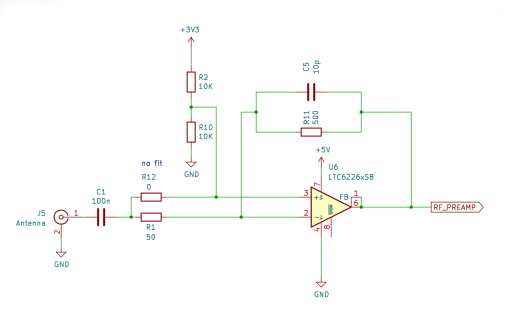 +3V3
R2
10K
C5
10p
R11
500
R10
10K
GND
+5V
no fit
R12
0
U6
LTC6226xS8
C1
100n
7
3
+
FB
1
J5
Antenna
1
2
-
6
RF_PREAMP
2
R1
50
4
8
GND
GND